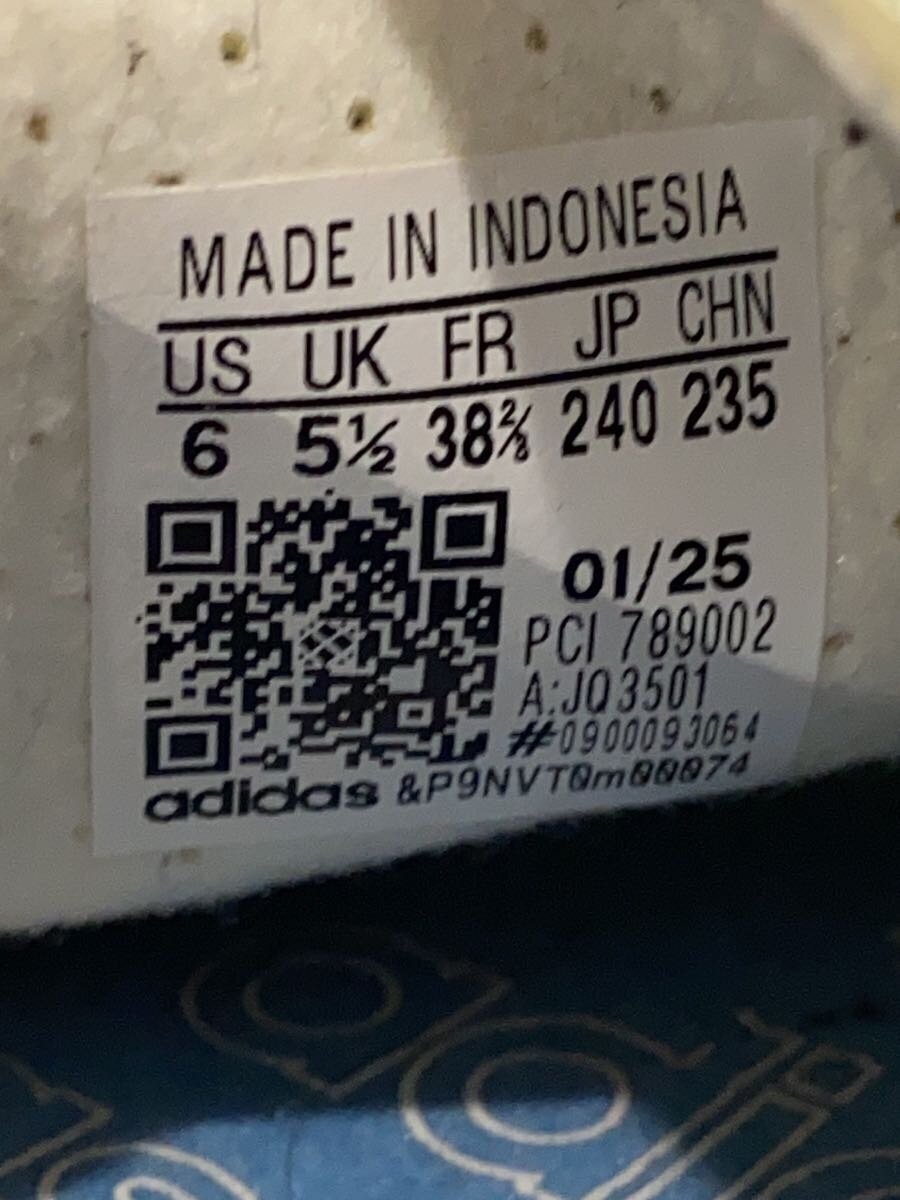 MADE IN INDONESIA
US UK FR JP CHN
6 5½ 38⅔ 240 235
01/25
PCI 789002
A:JQ3501
#0900093064
adidas &P9NVT0m00074